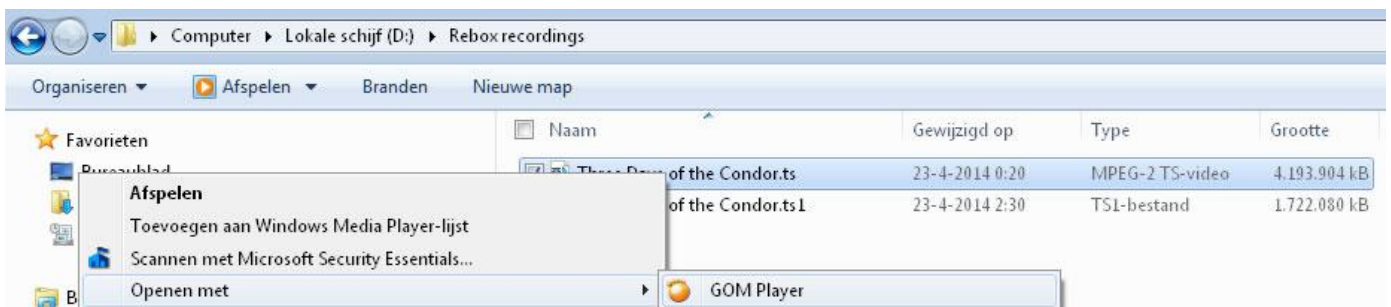 Computer Lokale schijf (D:) Rebox recordings
Organiseren Afspelen Branden Nieuwe map
Favorieten
Naam Gewijzigd op Type Grootte
Bureaublad
Three Days of the Condor.ts 23-4-2014 0:20 MPEG-2 TS-video 4.193.904 kB
of the Condor.ts1 23-4-2014 2:30 TS1-bestand 1.722.080 kB
Afspelen
Toevoegen aan Windows Media Player-lijst
Scannen met Microsoft Security Essentials...
Openen met GOM Player
B